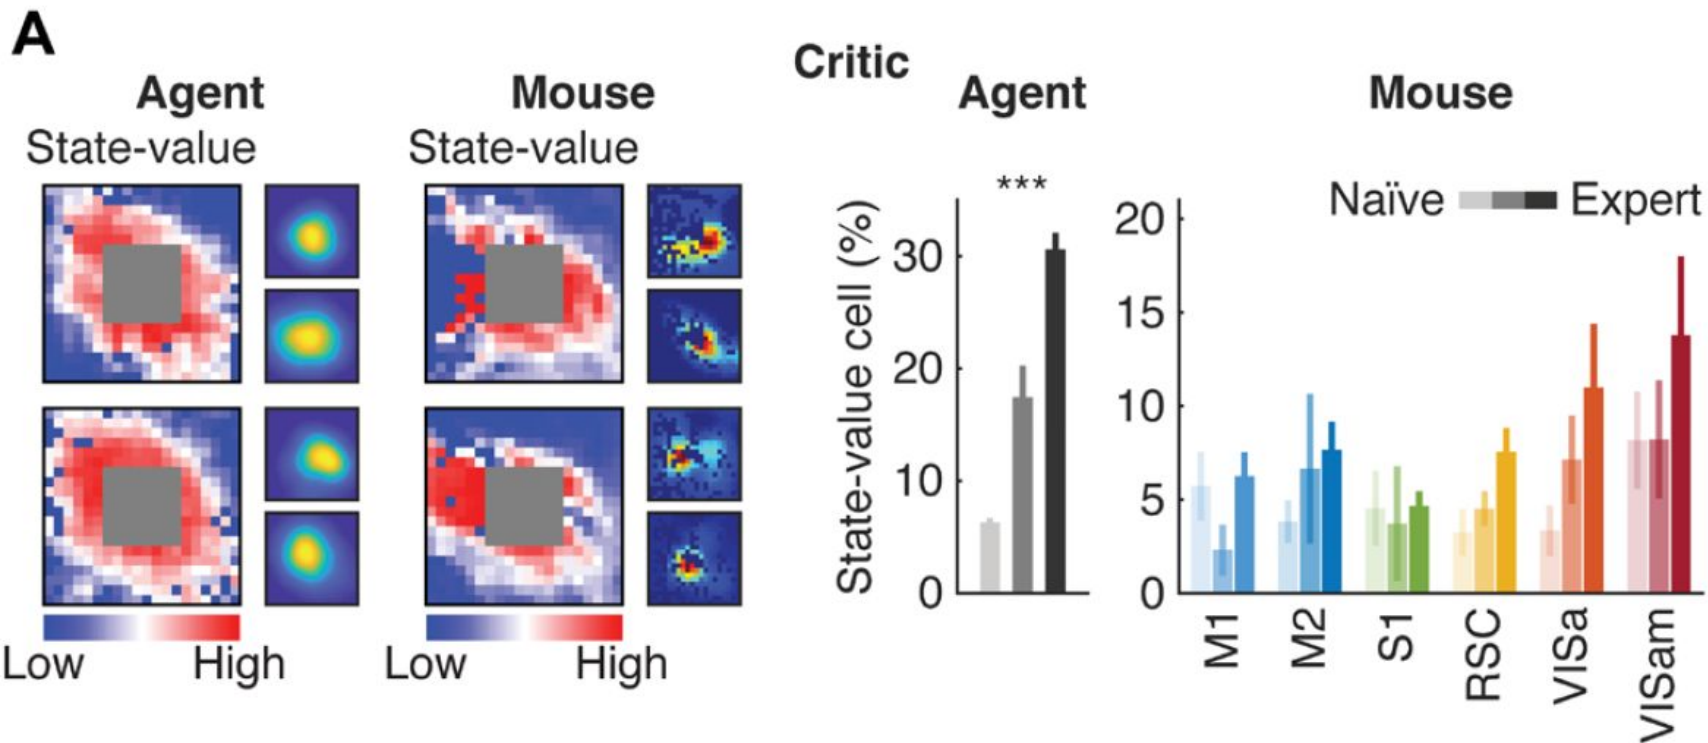 A
Agent
Mouse
State-value
State-value
Low
High
Low
High
Critic
Agent
Mouse
***
Naïve
Expert
State-value cell (%)
30
20
10
0
20
15
10
5
0
M1
M2
S1
RSC
VISa
VISam